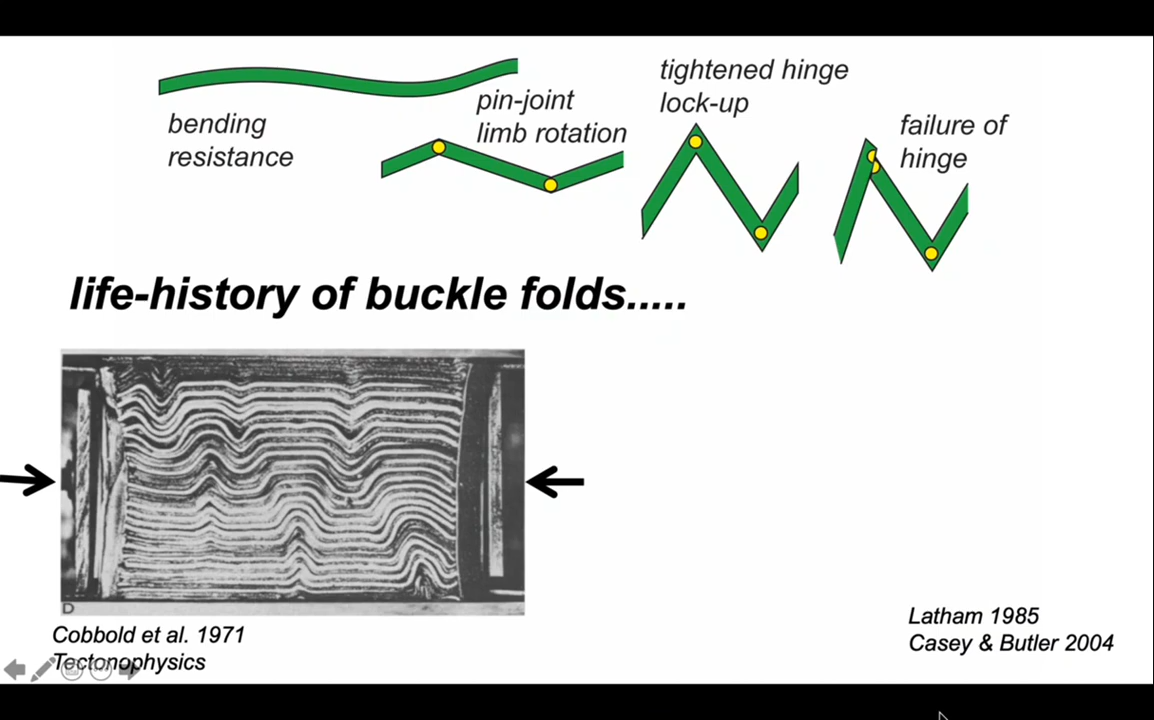 bending
resistance
pin-joint
limb rotation
tightened hinge
lock-up
failure of
hinge
life-history of buckle folds.....
D
Cobbold et al. 1971
Tectonophysics
Latham 1985
Casey & Butler 2004